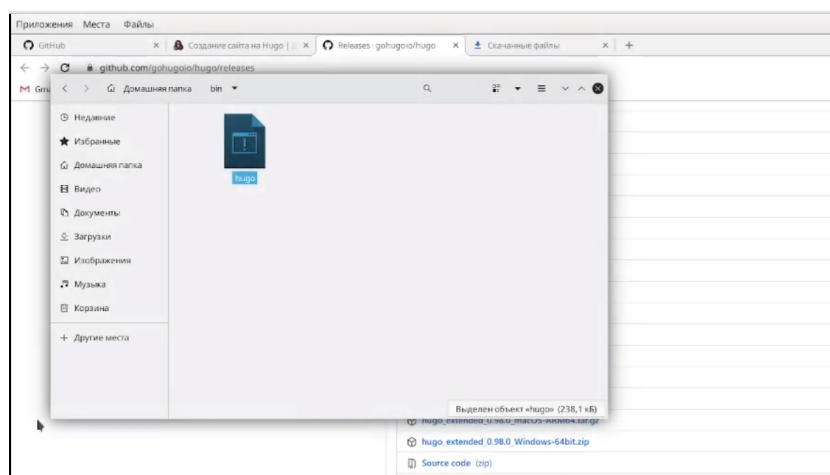 Приложения Места Файлы
GitHub
Создание сайта на Hugo
Releases · gohugoio/hugo
Скачанные файлы
github.com/gohugoio/hugo/releases
Домашняя папка bin
Недавние
Избранные
Домашняя папка
Видео
Документы
Загрузки
Изображения
Музыка
Корзина
Другие места
hugo
Выделен объект «hugo» (238,1 кБ)
hugo_extended_0.98.0_macOS-ARM64.tar.gz
hugo_extended_0.98.0_Windows-64bit.zip
Source code (zip)